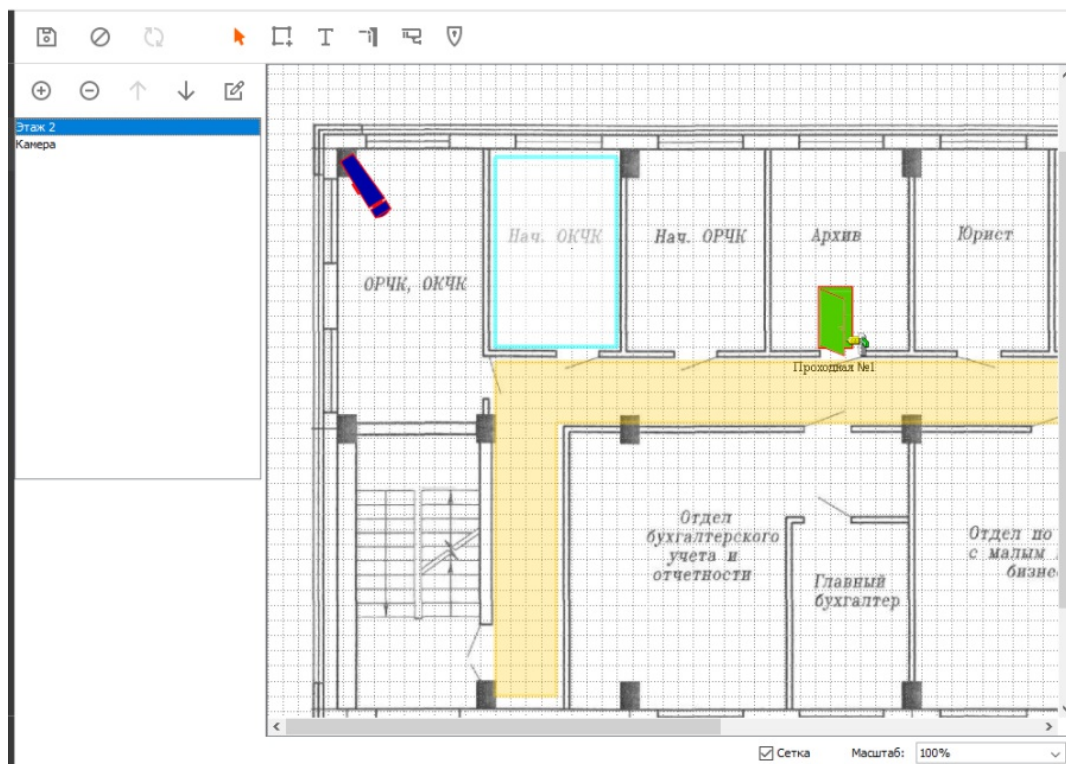 Этаж 2
Камера
Нач. ОКЧК
Нач. ОРЧК
Архив
Юрист
ОРЧК, ОКЧК
Проходная №1
Отдел
бухгалтерского
учета и
отчетности
Главный
бухгалтер
Отдел по
с малым
бизне
Сетка
Масштаб:
100%